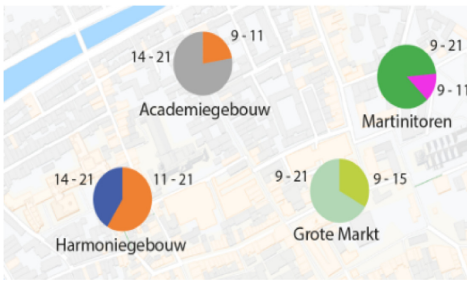 9 - 11
14 - 21
Academiegebouw
9 - 21
9 - 11
Martinitoren
14 - 21
11 - 21
Harmoniegebouw
9 - 21
9 - 15
Grote Markt